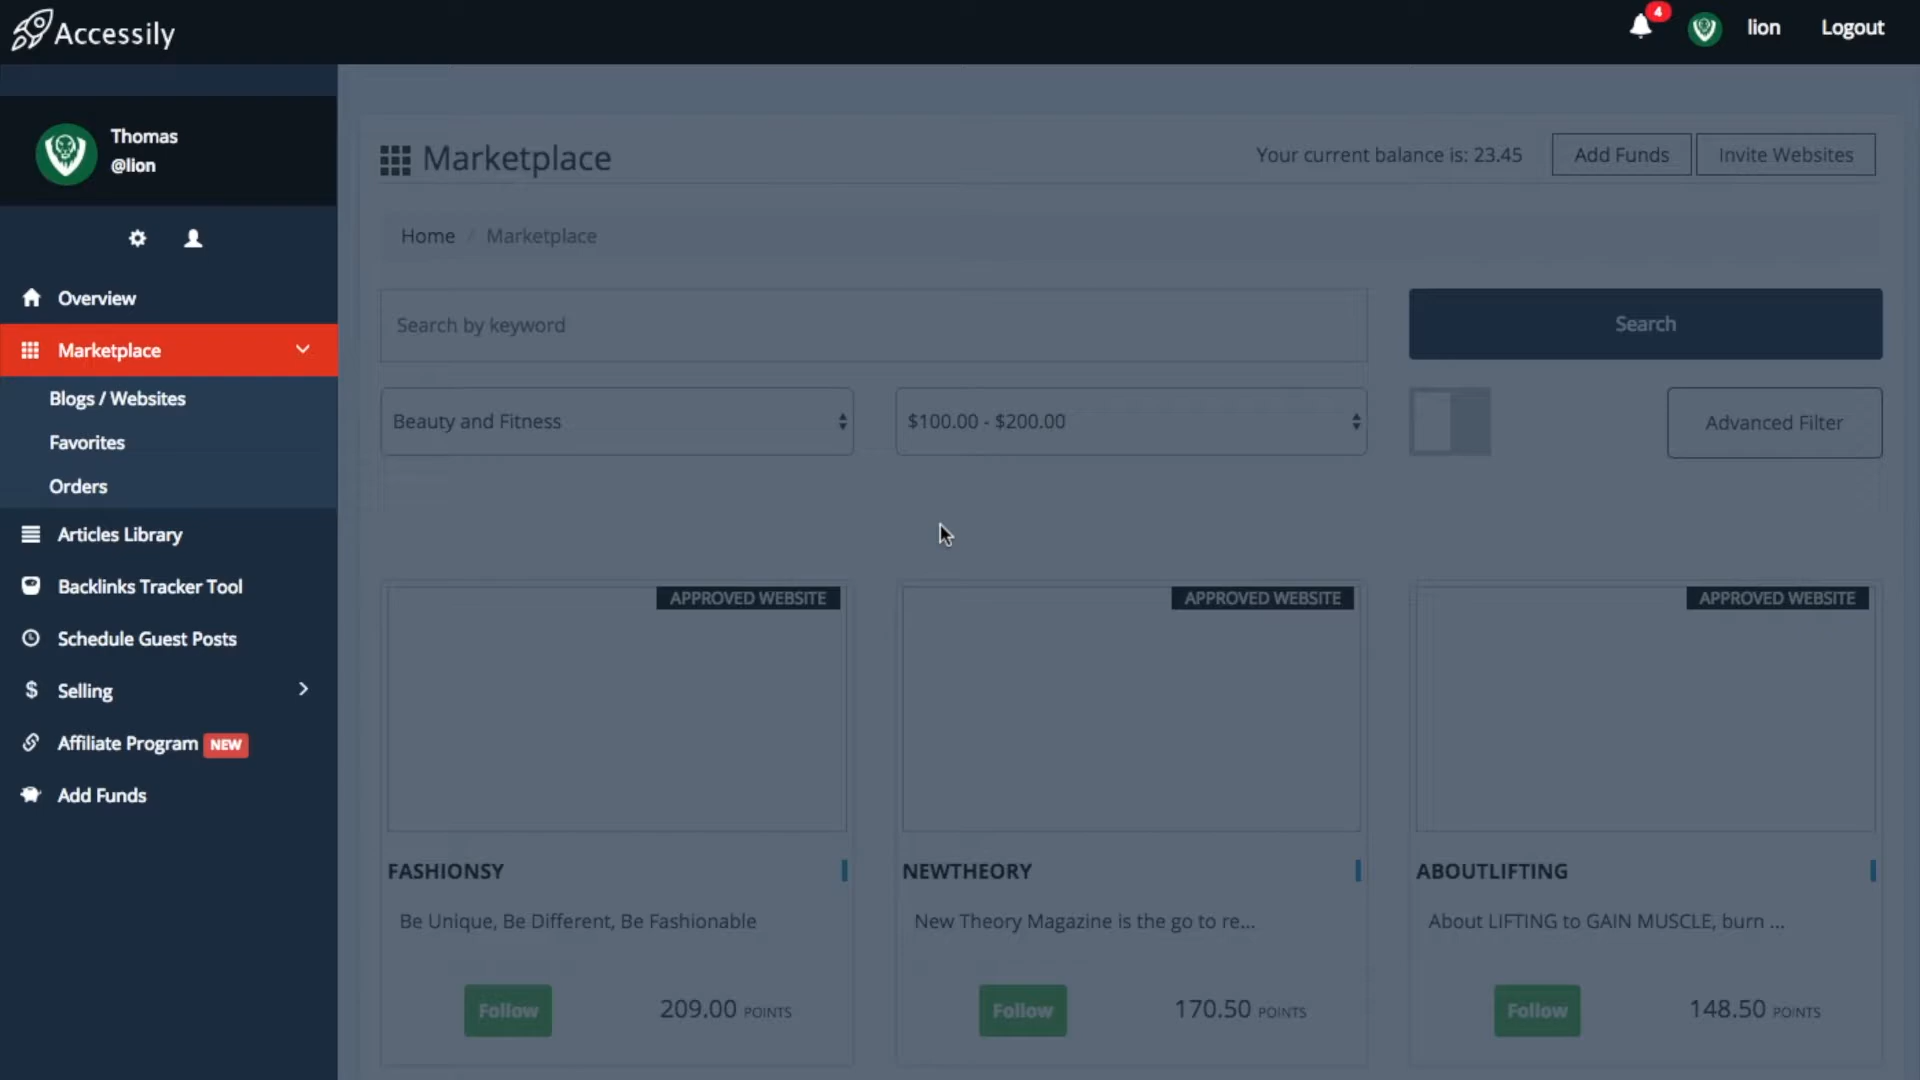 Accessily
4
lion
Logout
Thomas
@lion
Marketplace
Your current balance is: 23.45
Add Funds
Invite Websites
Home / Marketplace
Overview
Marketplace
Blogs / Websites
Favorites
Orders
Articles Library
Backlinks Tracker Tool
Schedule Guest Posts
$ Selling
Affiliate Program NEW
Add Funds
Search by keyword
Search
Beauty and Fitness
$100.00 - $200.00
Advanced Filter
APPROVED WEBSITE
APPROVED WEBSITE
APPROVED WEBSITE
FASHIONSY
Be Unique, Be Different, Be Fashionable
Follow
209.00 POINTS
NEWTHEORY
New Theory Magazine is the go to re...
Follow
170.50 POINTS
ABOUTLIFTING
About LIFTING to GAIN MUSCLE, burn ...
Follow
148.50 POINTS